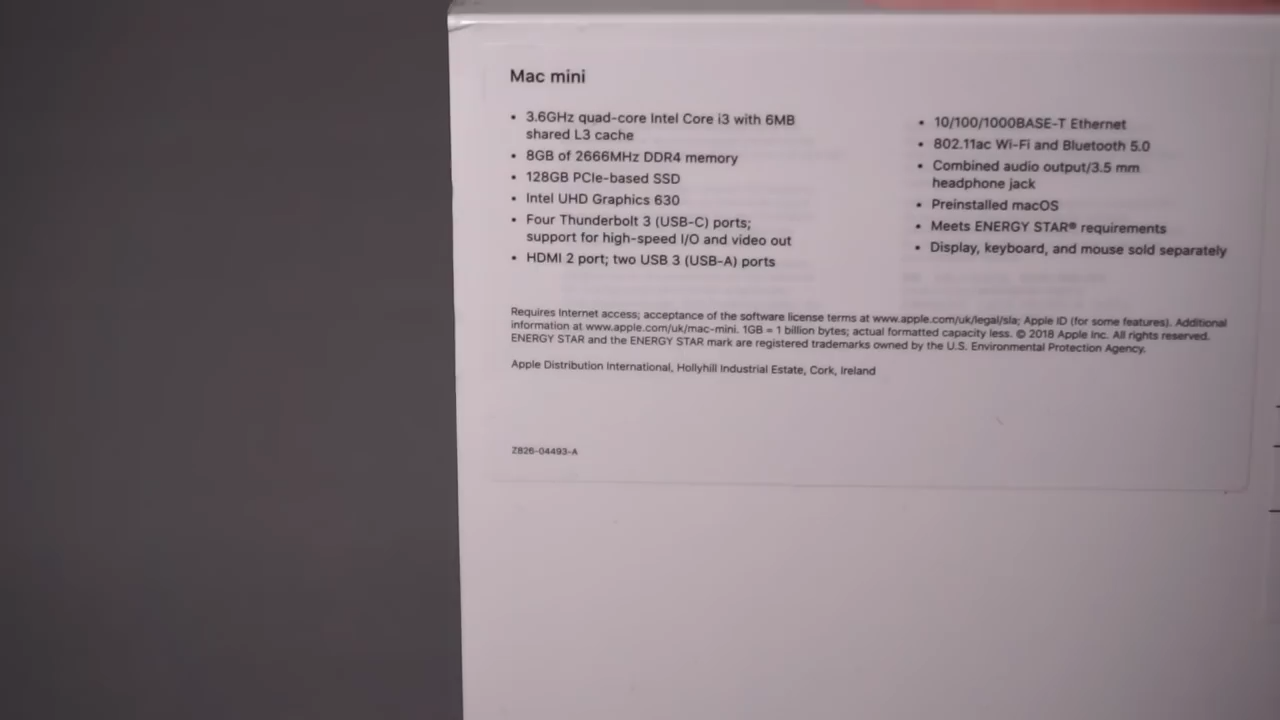 Mac mini
• 3.6GHz quad-core Intel Core i3 with 6MB
shared L3 cache
• 8GB of 2666MHz DDR4 memory
• 128GB PCIe-based SSD
• Intel UHD Graphics 630
• Four Thunderbolt 3 (USB-C) ports;
support for high-speed I/O and video out
• HDMI 2 port; two USB 3 (USB-A) ports
• 10/100/1000BASE-T Ethernet
• 802.11ac Wi-Fi and Bluetooth 5.0
• Combined audio output/3.5 mm
headphone jack
• Preinstalled macOS
• Meets ENERGY STAR® requirements
• Display, keyboard, and mouse sold separately
Requires Internet access; acceptance of the software license terms at www.apple.com/uk/legal/sla; Apple ID (for some features). Additional
information at www.apple.com/uk/mac-mini. 1GB = 1 billion bytes; actual formatted capacity less. © 2018 Apple Inc. All rights reserved.
ENERGY STAR and the ENERGY STAR mark are registered trademarks owned by the U.S. Environmental Protection Agency.
Apple Distribution International, Hollyhill Industrial Estate, Cork, Ireland
Z826-04493-A